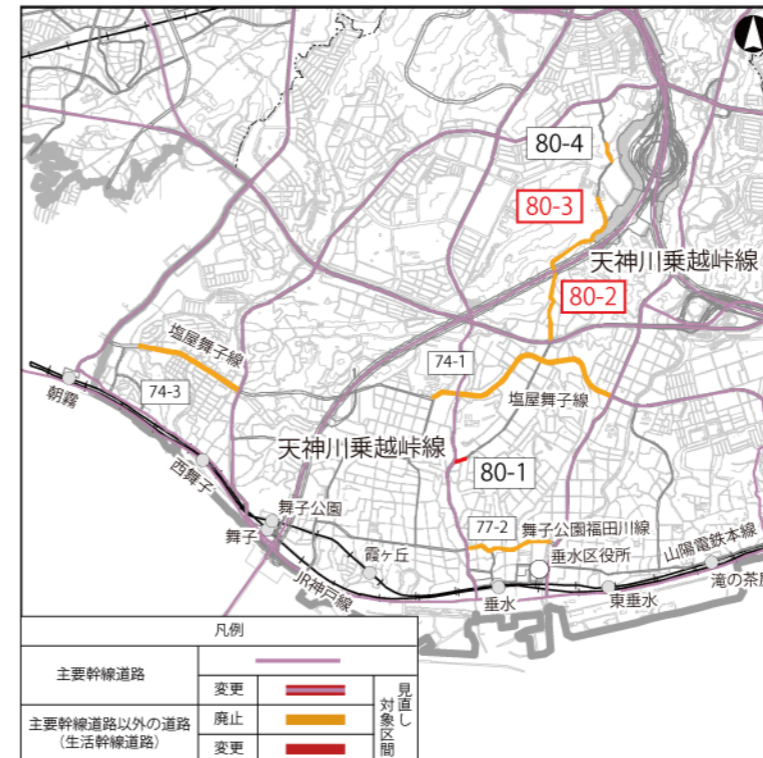 80-4
80-3
天神川乗越峠線
80-2
塩屋舞子線
74-1
74-3
朝霧
塩屋舞子線
天神川乗越峠線
80-1
西舞子
舞子公園
77-2
舞子公園福田川線
舞子
霞ヶ丘
垂水区役所
山陽電鉄本線
JR神戸線
垂水
東垂水
滝の茶屋
凡例
主要幹線道路
変更
見直し
対象区間
主要幹線道路以外の道路
(生活幹線道路)
廃止
変更